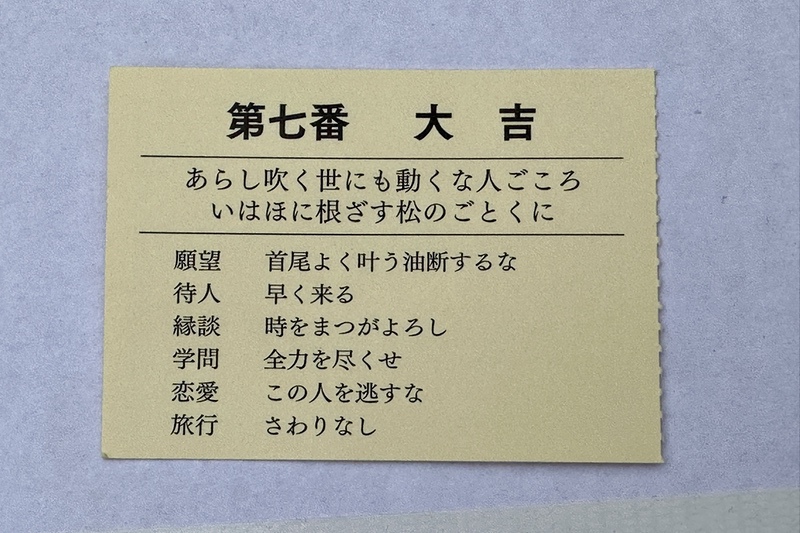 第七番 大吉
あらし吹く世にも動くな人ごころ
いはほに根ざす松のごとくに
願望 首尾よく叶う油断するな
待人 早く来る
縁談 時をまつがよろし
学問 全力を尽くせ
恋愛 この人を逃すな
旅行 さわりなし